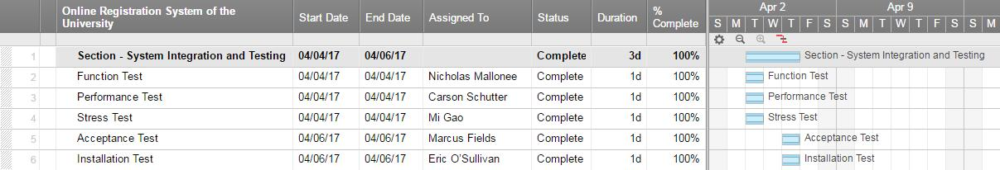 Online Registration System of the
University
Start Date
End Date
Assigned To
Status
Duration
%
Complete
Apr 2
Apr 9
S M T W T F S S M T W T F S S M
1 Section - System Integration and Testing 04/04/17 04/06/17 Complete 3d 100% Section - System Integration and Testing
2 Function Test 04/04/17 04/04/17 Nicholas Mallonee Complete 1d 100% Function Test
3 Performance Test 04/04/17 04/04/17 Carson Schutter Complete 1d 100% Performance Test
4 Stress Test 04/04/17 04/04/17 Mi Gao Complete 1d 100% Stress Test
5 Acceptance Test 04/06/17 04/06/17 Marcus Fields Complete 1d 100% Acceptance Test
6 Installation Test 04/06/17 04/06/17 Eric O'Sullivan Complete 1d 100% Installation Test